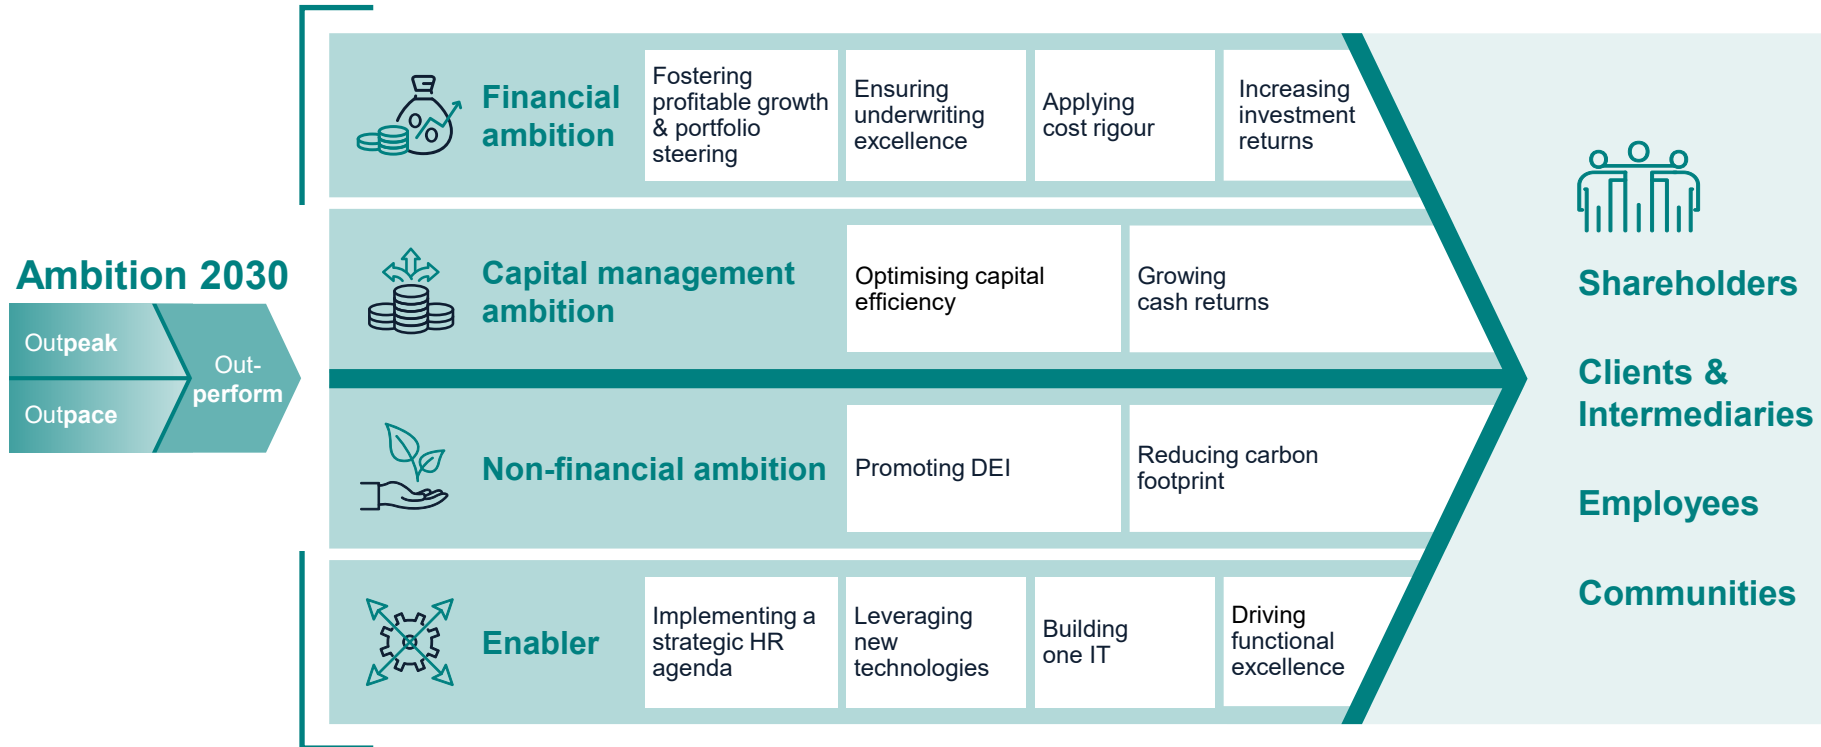 Ambition 2030
Outpeak
Outpace
Out-
perform
Financial
ambition
Fostering
profitable growth
& portfolio
steering
Ensuring
underwriting
excellence
Applying
cost rigour
Increasing
investment
returns
Capital management
ambition
Optimising capital
efficiency
Growing
cash returns
Non-financial ambition
Promoting DEI
Reducing carbon
footprint
Enabler
Implementing a
strategic HR
agenda
Leveraging
new
technologies
Building
one IT
Driving
functional
excellence
Shareholders
Clients &
Intermediaries
Employees
Communities